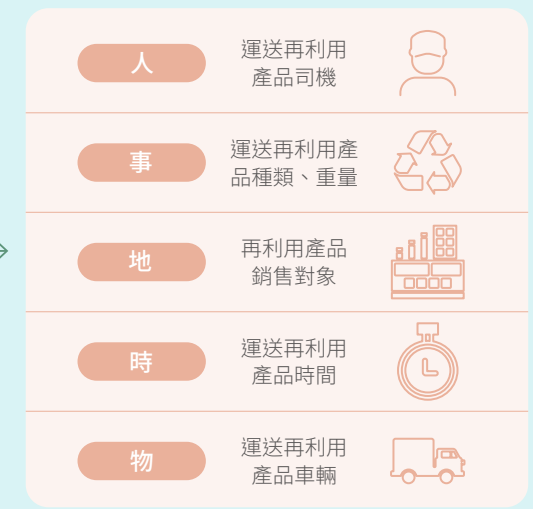 人
運送再利用
產品司機
事
運送再利用產
品種類、重量
地
再利用產品
銷售對象
時
運送再利用
產品時間
物
運送再利用
產品車輛